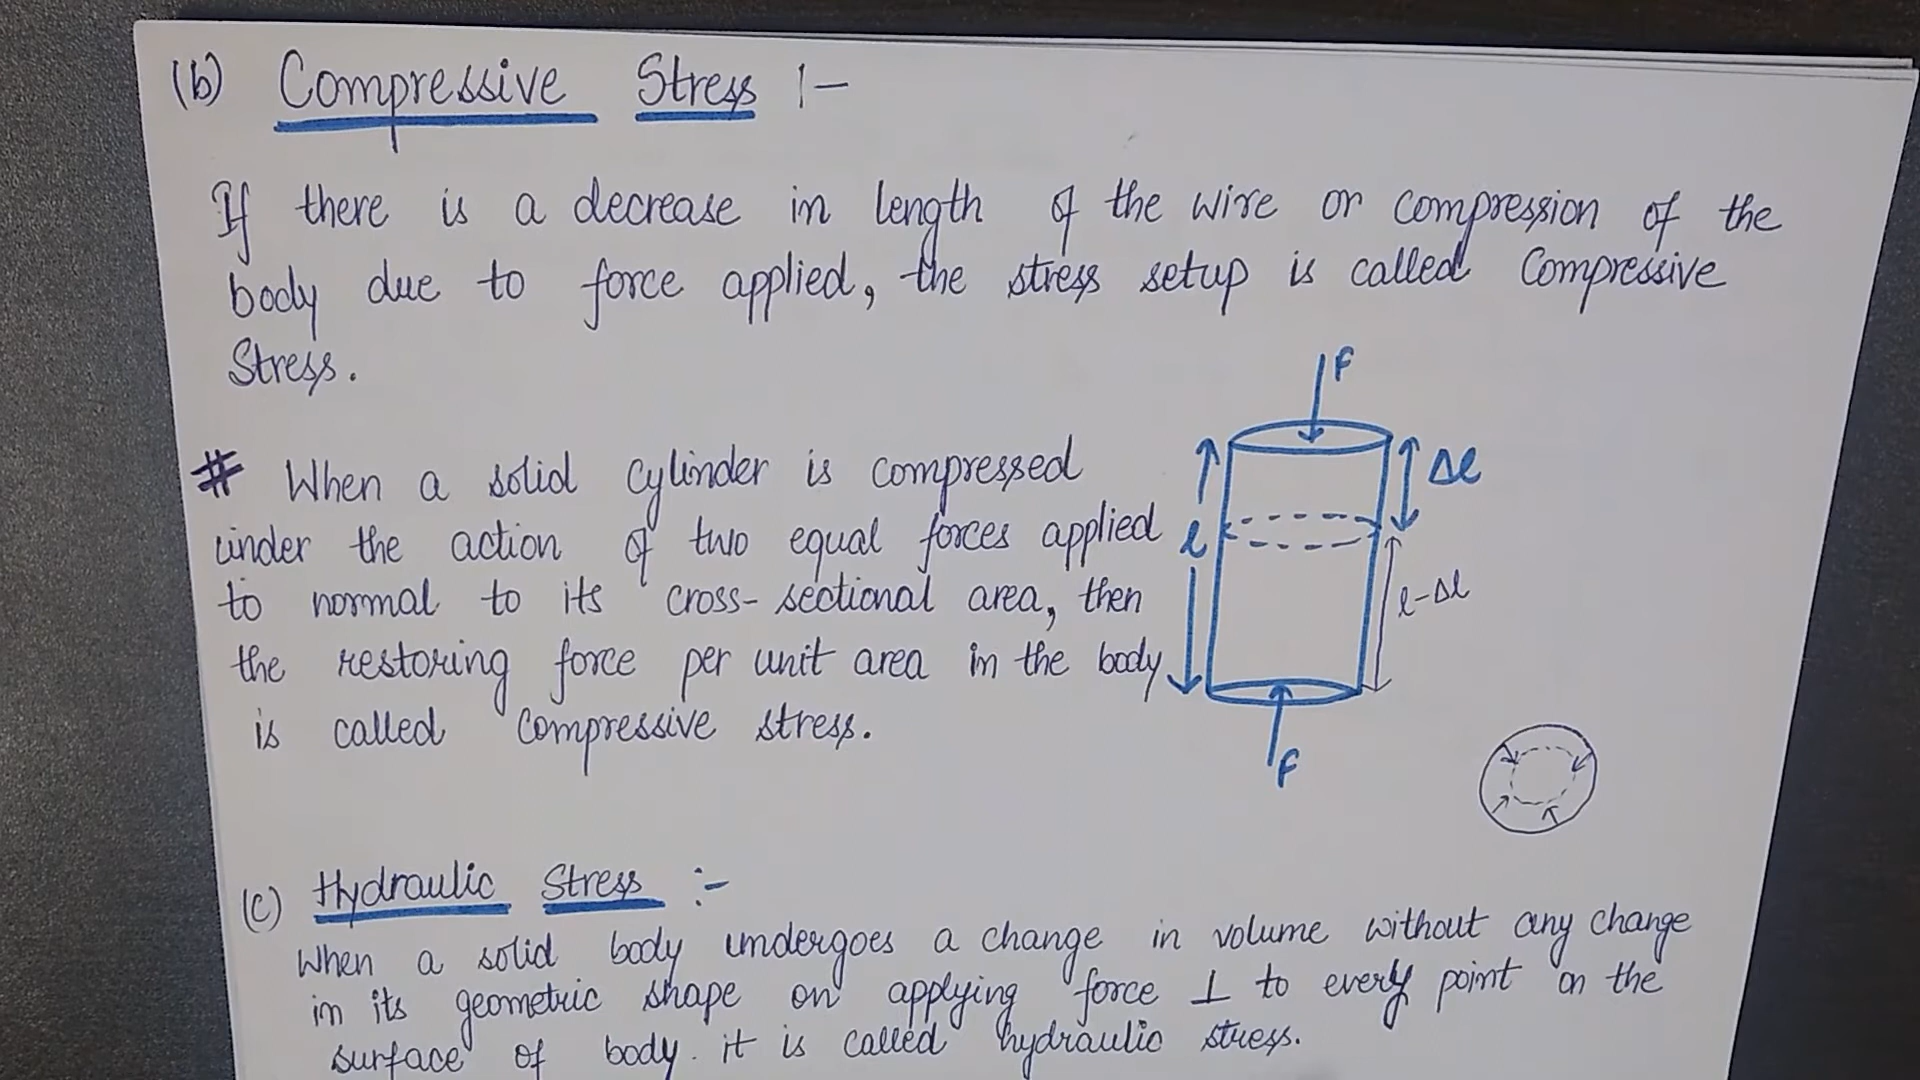 (b) Compressive Stress :-
If there is a decrease in length of the wire or compression of the
body due to force applied, the stress setup is called Compressive
Stress.
# When a solid cylinder is compressed
under the action of two equal forces applied
to normal to its cross-sectional area, then
the restoring force per unit area in the body
is called Compressive stress.
F
Δl
l
l-Δl
F
(c) Hydraulic Stress :-
When a solid body undergoes a change in volume without any change
in its geometric shape on applying force ⊥ to every point on the
surface of body. it is called hydraulic stress.